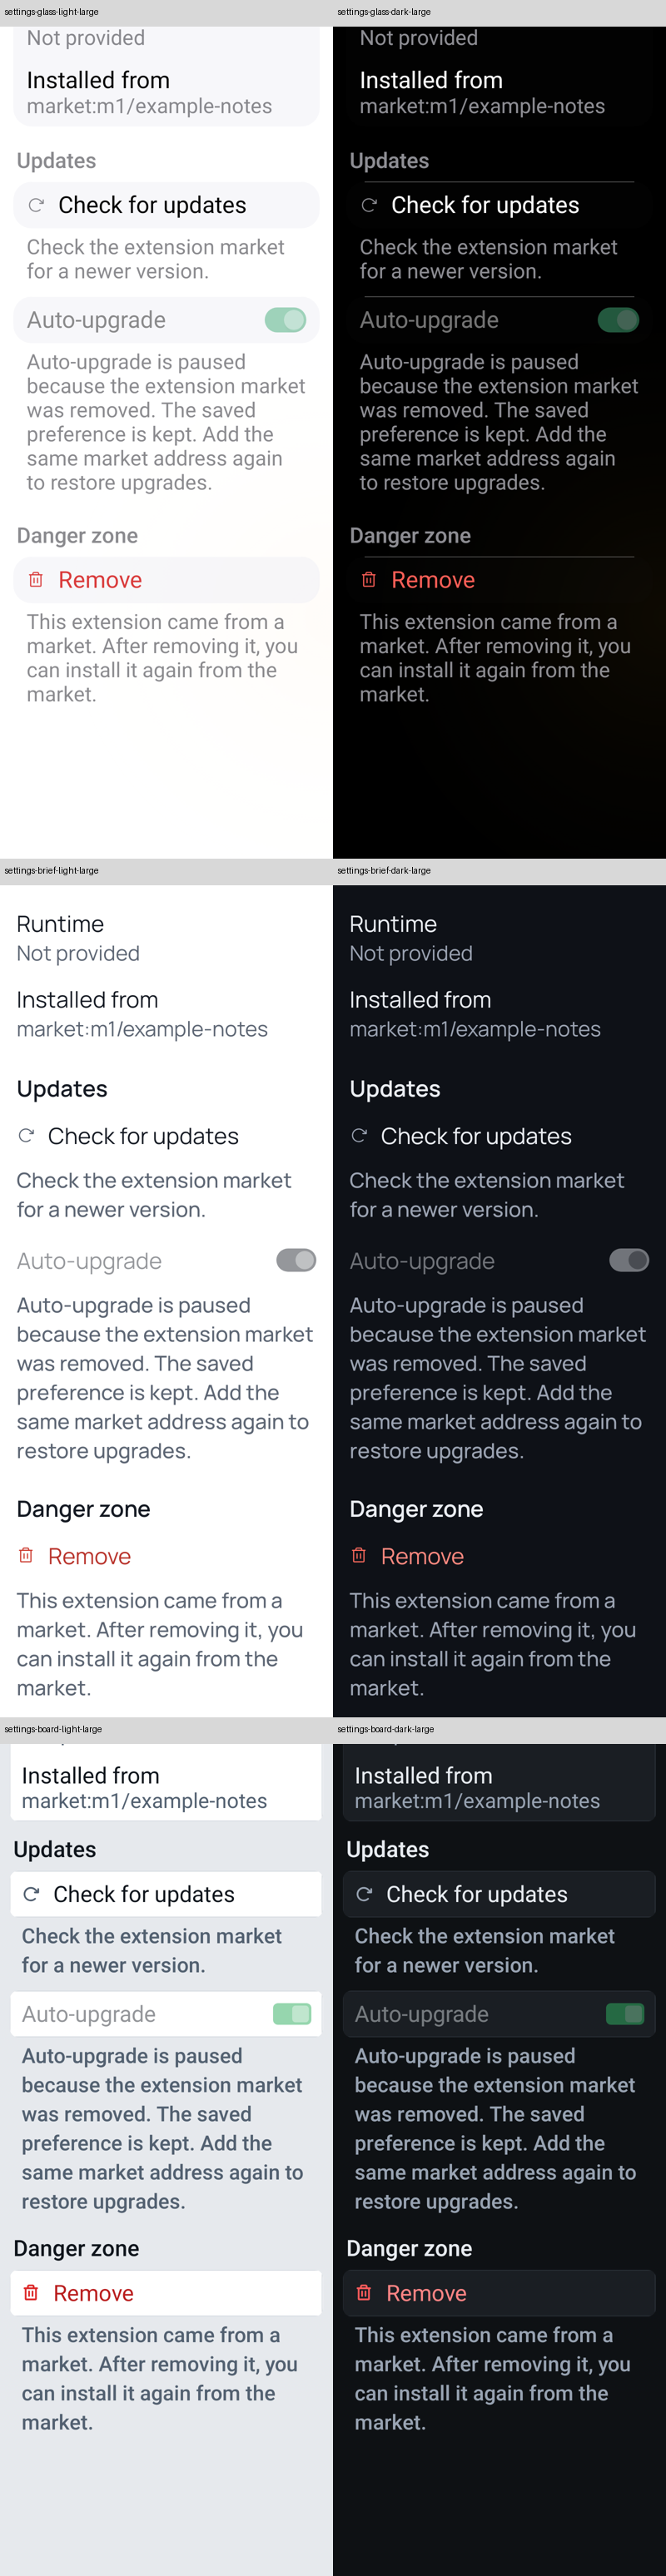 settings-glass-light-large
Not provided
Installed from
market:m1/example-notes
Updates
Check for updates
Check the extension market
for a newer version.
Auto-upgrade
Auto-upgrade is paused
because the extension market
was removed. The saved
preference is kept. Add the
same market address again
to restore upgrades.
Danger zone
Remove
This extension came from a
market. After removing it, you
can install it again from the
market.
settings-glass-dark-large
Not provided
Installed from
market:m1/example-notes
Updates
Check for updates
Check the extension market
for a newer version.
Auto-upgrade
Auto-upgrade is paused
because the extension market
was removed. The saved
preference is kept. Add the
same market address again
to restore upgrades.
Danger zone
Remove
This extension came from a
market. After removing it, you
can install it again from the
market.
settings-brief-light-large
Runtime
Not provided
Installed from
market:m1/example-notes
Updates
Check for updates
Check the extension market
for a newer version.
Auto-upgrade
Auto-upgrade is paused
because the extension market
was removed. The saved
preference is kept. Add the
same market address again to
restore upgrades.
Danger zone
Remove
This extension came from a
market. After removing it, you
can install it again from the
market.
settings-brief-dark-large
Runtime
Not provided
Installed from
market:m1/example-notes
Updates
Check for updates
Check the extension market
for a newer version.
Auto-upgrade
Auto-upgrade is paused
because the extension market
was removed. The saved
preference is kept. Add the
same market address again to
restore upgrades.
Danger zone
Remove
This extension came from a
market. After removing it, you
can install it again from the
market.
settings-board-light-large
Installed from
market:m1/example-notes
Updates
Check for updates
Check the extension market
for a newer version.
Auto-upgrade
Auto-upgrade is paused
because the extension market
was removed. The saved
preference is kept. Add the
same market address again to
restore upgrades.
Danger zone
Remove
This extension came from a
market. After removing it, you
can install it again from the
market.
settings-board-dark-large
Installed from
market:m1/example-notes
Updates
Check for updates
Check the extension market
for a newer version.
Auto-upgrade
Auto-upgrade is paused
because the extension market
was removed. The saved
preference is kept. Add the
same market address again to
restore upgrades.
Danger zone
Remove
This extension came from a
market. After removing it, you
can install it again from the
market.